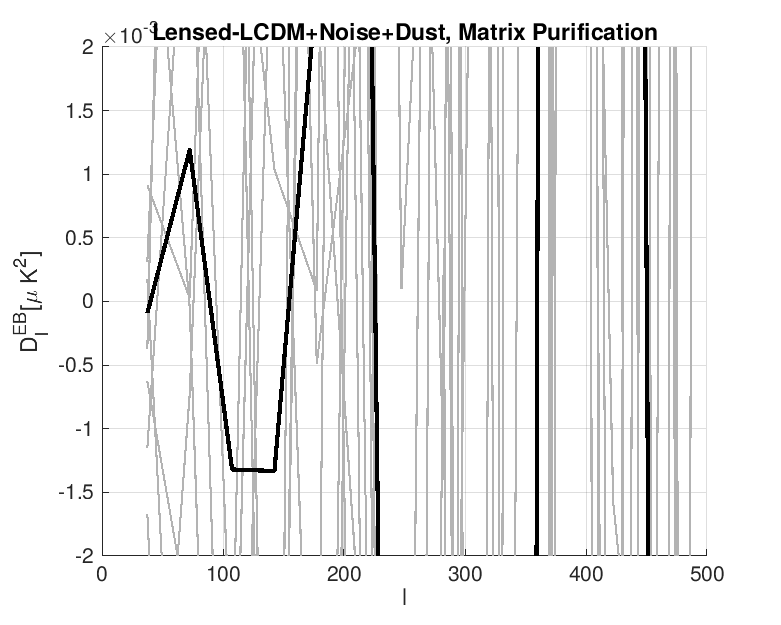 ×10⁻³
Lensed-LCDM+Noise+Dust, Matrix Purification
2
1.5
1
0.5
0
-0.5
-1
-1.5
-2
D_l^EB[μ K²]
0 100 200 300 400 500
l